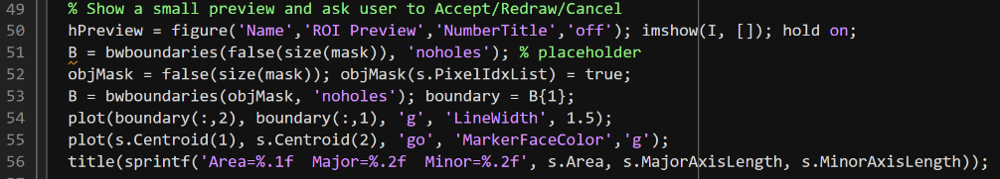 49 % Show a small preview and ask user to Accept/Redraw/Cancel
50 hPreview = figure('Name','ROI Preview','NumberTitle','off'); imshow(I, []); hold on;
51 B = bwboundaries(false(size(mask)), 'noholes'); % placeholder
52 objMask = false(size(mask)); objMask(s.PixelIdxList) = true;
53 B = bwboundaries(objMask, 'noholes'); boundary = B{1};
54 plot(boundary(:,2), boundary(:,1), 'g', 'LineWidth', 1.5);
55 plot(s.Centroid(1), s.Centroid(2), 'go', 'MarkerFaceColor','g');
56 title(sprintf('Area=%.1f  Major=%.2f  Minor=%.2f', s.Area, s.MajorAxisLength, s.MinorAxisLength));